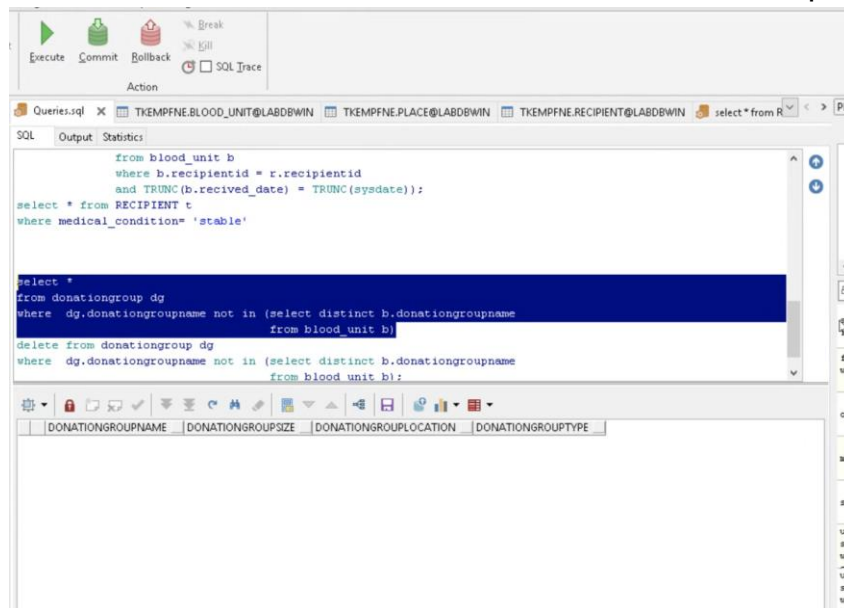 Break
Kill
Execute Commit Rollback
SQL Trace
Action
Queries.sql TKEMPFNE.BLOOD_UNIT@LABDBWIN TKEMPFNE.PLACE@LABDBWIN TKEMPFNE.RECIPIENT@LABDBWIN select * from R
SQL Output Statistics
from blood_unit b
where b.recipientid = r.recipientid
and TRUNC(b.recived_date) = TRUNC(sysdate));
select * from RECIPIENT t
where medical_condition= 'stable'
select *
from donationgroup dg
where dg.donationgroupname not in (select distinct b.donationgroupname
from blood_unit b)
delete from donationgroup dg
where dg.donationgroupname not in (select distinct b.donationgroupname
from blood unit b);
DONATIONGROUPNAME DONATIONGROUPSIZE DONATIONGROUPLOCATION DONATIONGROUPTYPE